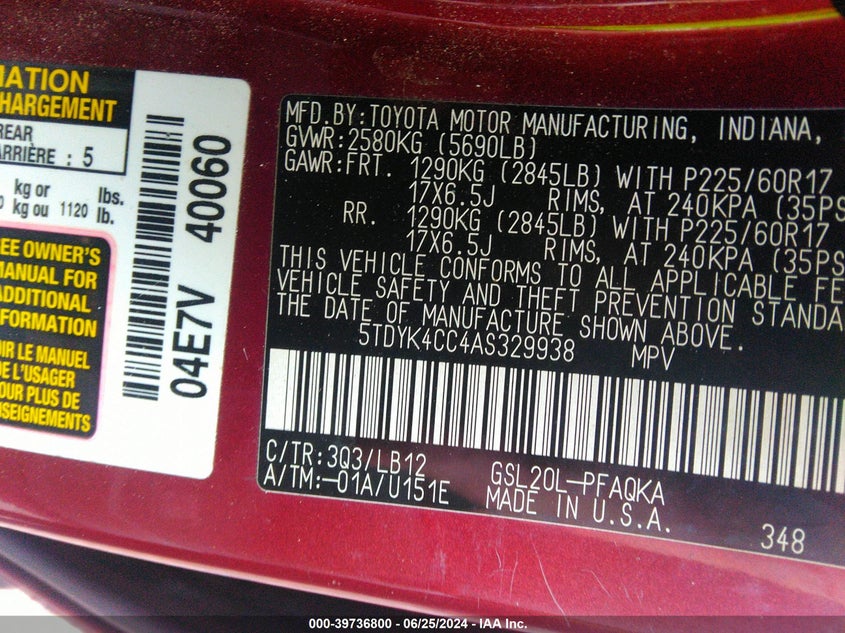 MATION
HARGEMENT
REAR
ARRIÈRE : 5
kg or lbs.
kg ou 1120 lb.
EE OWNER'S
MANUAL FOR
ADDITIONAL
FORMATION
OIR LE MANUEL
E L'USAGER
OUR PLUS DE
SEIGNEMENTS
04E7V 40060
MFD.BY:TOYOTA MOTOR MANUFACTURING, INDIANA,
GVWR:2580KG (5690LB)
GAWR:FRT. 1290KG (2845LB) WITH P225/60R17
17X6.5J RIMS, AT 240KPA (35PS
RR. 1290KG (2845LB) WITH P225/60R17
17X6.5J RIMS, AT 240KPA (35PS
THIS VEHICLE CONFORMS TO ALL APPLICABLE FE
VEHICLE SAFETY AND THEFT PREVENTION STANDA
THE DATE OF MANUFACTURE SHOWN ABOVE.
5TDYK4CC4AS329938 MPV
C/TR:3Q3/LB12
A/TM:-01A/U151E
GSL20L-PFAQKA
MADE IN U.S.A.
348
000-39736800 - 06/25/2024 - IAA Inc.